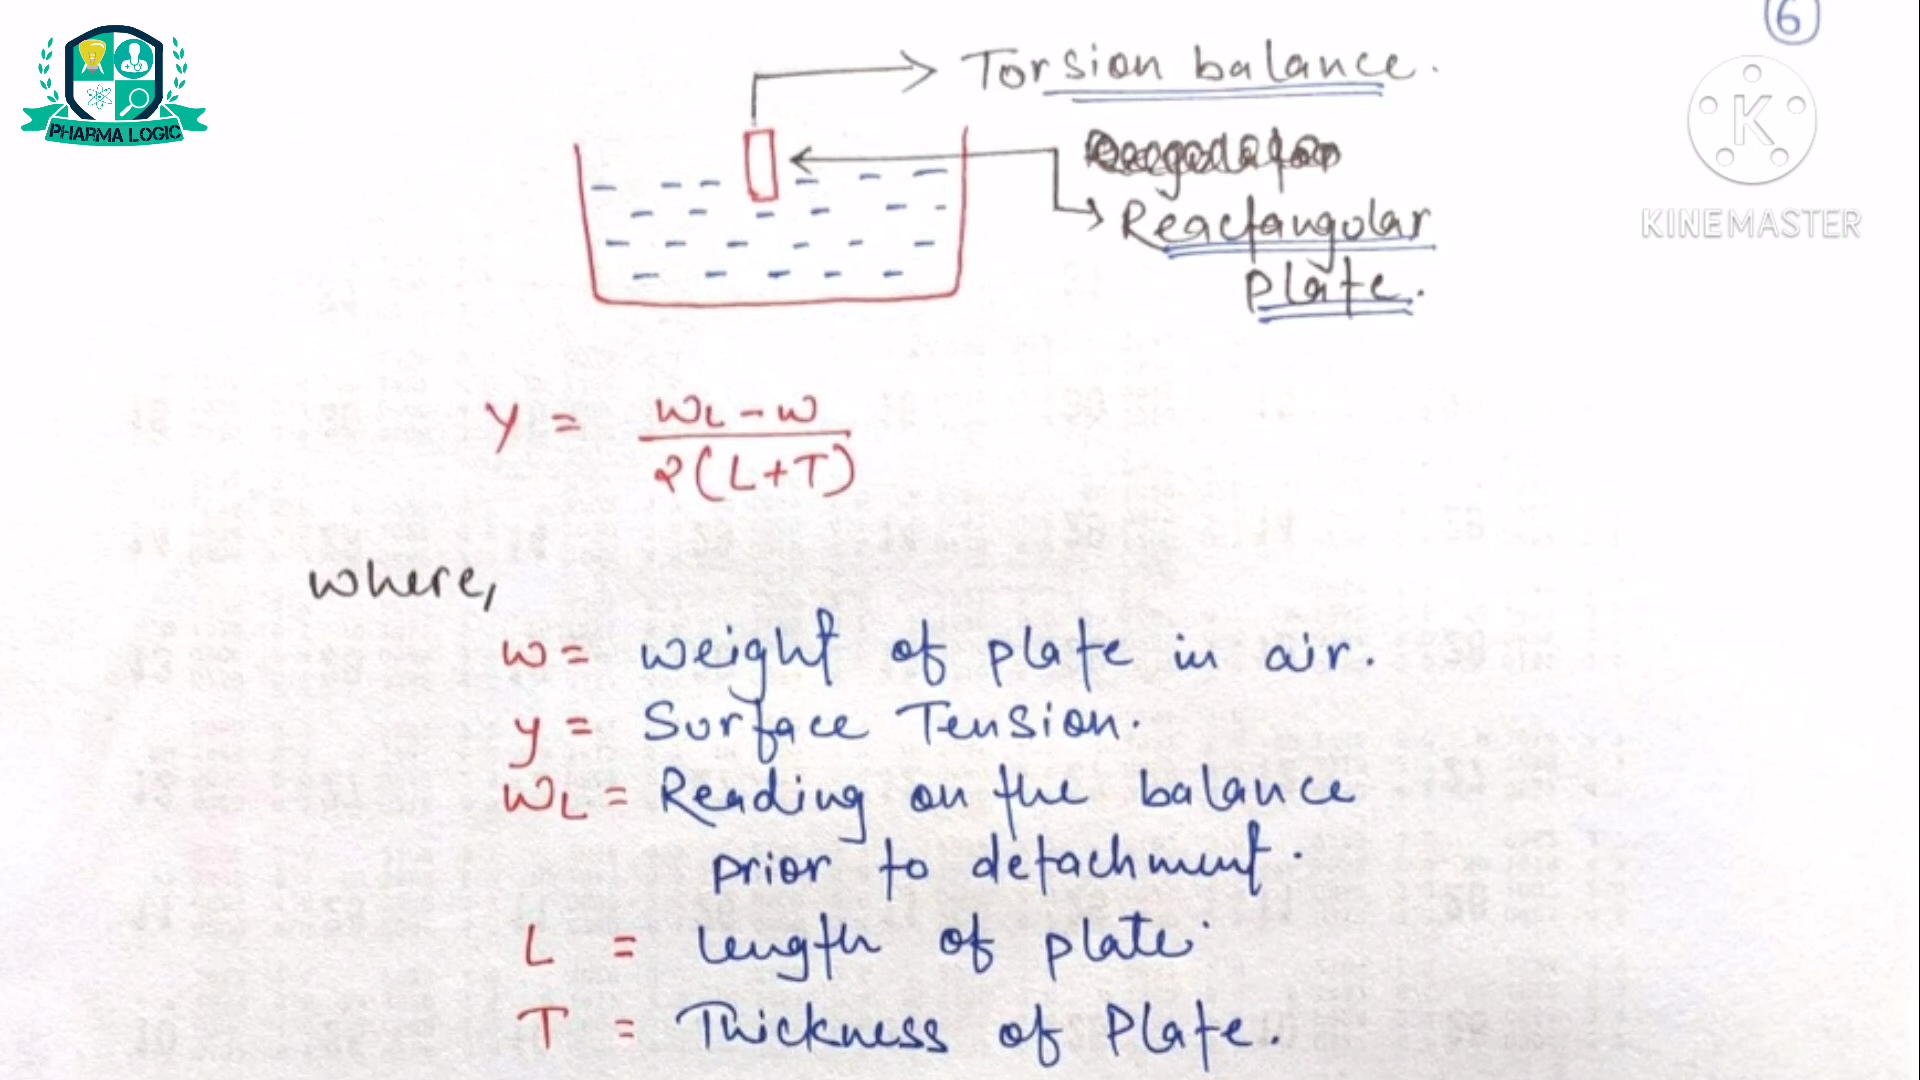 6
PHARMA LOGIC
K
KINEMASTER
Torsion balance.
Reactangular
plate.
y = WL - W
2(L+T)
where,
W = weight of plate in air.
y = Surface Tension.
WL = Reading on the balance
prior to detachment.
L = length of plate.
T = Thickness of Plate.